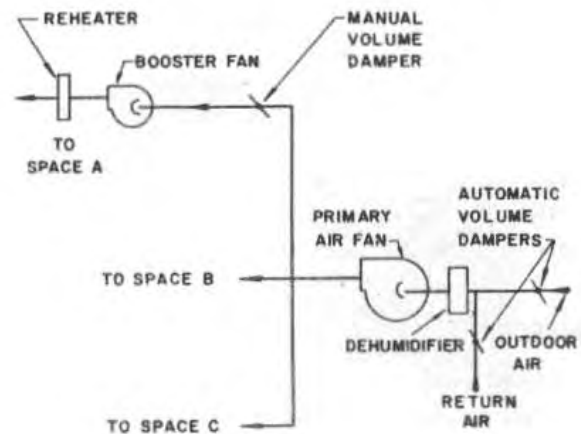 REHEATER
MANUAL
VOLUME
DAMPER
BOOSTER FAN
TO
SPACE A
AUTOMATIC
VOLUME
DAMPERS
PRIMARY
AIR FAN
TO SPACE B
DEHUMIDIFIER
OUTDOOR
AIR
RETURN
AIR
TO SPACE C